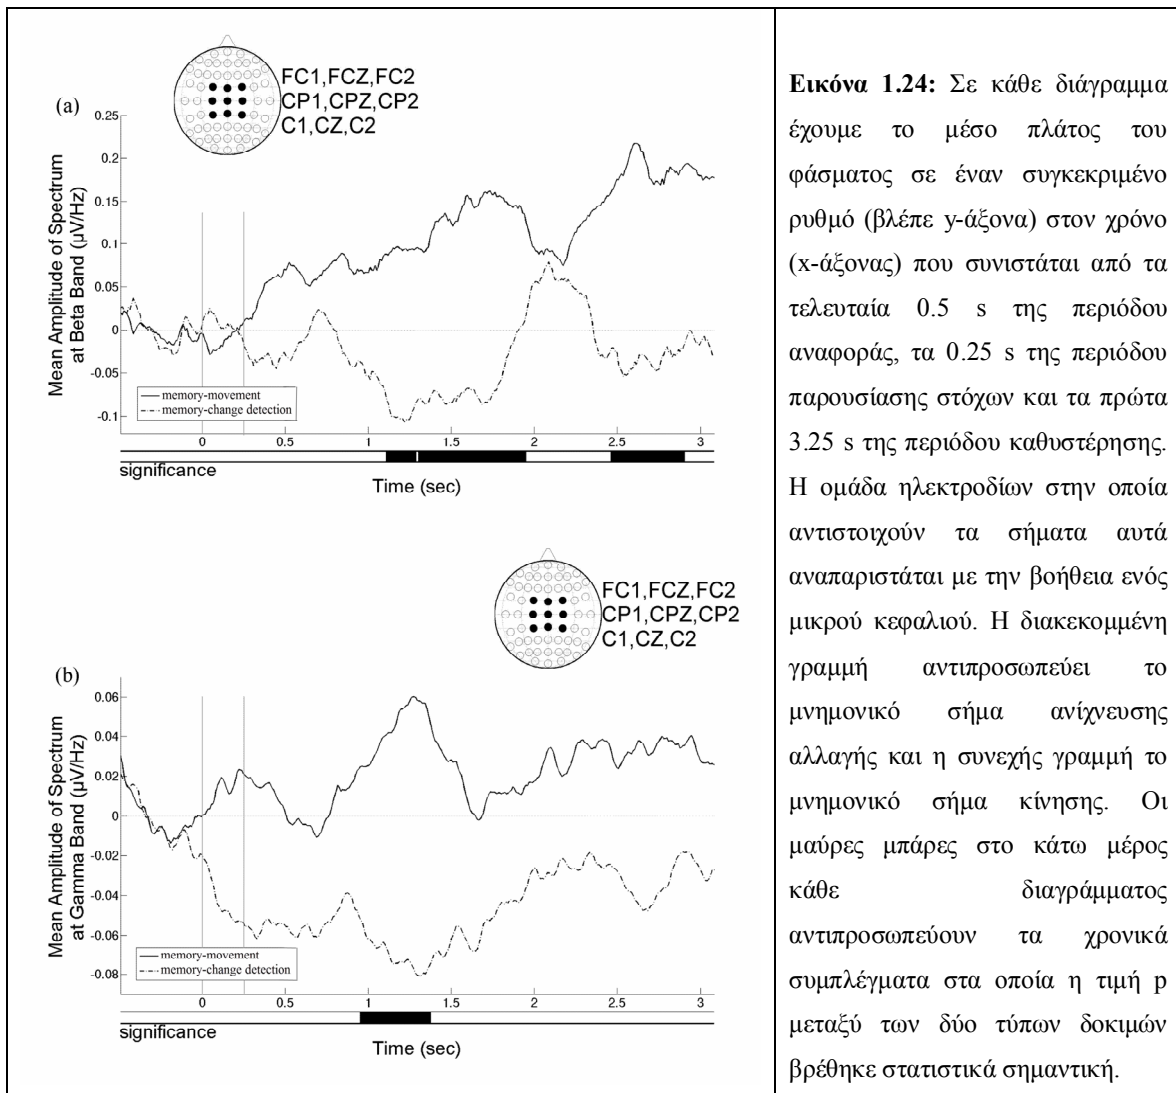 FC1,FCZ,FC2
CP1,CPZ,CP2
C1,CZ,C2
(a)
Mean Amplitude of Spectrum
at Beta Band (μV/Hz)
0.25
0.2
0.15
0.1
0.05
0
-0.05
-0.1
memory-movement
memory-change detection
0 0.5 1 1.5 2 2.5 3
significance
Time (sec)
FC1,FCZ,FC2
CP1,CPZ,CP2
C1,CZ,C2
(b)
Mean Amplitude of Spectrum
at Gamma Band (μV/Hz)
0.06
0.04
0.02
0
-0.02
-0.04
-0.06
-0.08
memory-movement
memory-change detection
0 0.5 1 1.5 2 2.5 3
significance
Time (sec)
Εικόνα 1.24: Σε κάθε διάγραμμα
έχουμε το μέσο πλάτος του
φάσματος σε έναν συγκεκριμένο
ρυθμό (βλέπε y-άξονα) στον χρόνο
(x-άξονας) που συνιστάται από τα
τελευταία 0.5 s της περιόδου
αναφοράς, τα 0.25 s της περιόδου
παρουσίασης στόχων και τα πρώτα
3.25 s της περιόδου καθυστέρησης.
Η ομάδα ηλεκτροδίων στην οποία
αντιστοιχούν τα σήματα αυτά
αναπαριστάται με την βοήθεια ενός
μικρού κεφαλιού. Η διακεκομμένη
γραμμή αντιπροσωπεύει το
μνημονικό σήμα ανίχνευσης
αλλαγής και η συνεχής γραμμή το
μνημονικό σήμα κίνησης. Οι
μαύρες μπάρες στο κάτω μέρος
κάθε διαγράμματος
αντιπροσωπεύουν τα χρονικά
συμπλέγματα στα οποία η τιμή p
μεταξύ των δύο τύπων δοκιμών
βρέθηκε στατιστικά σημαντική.